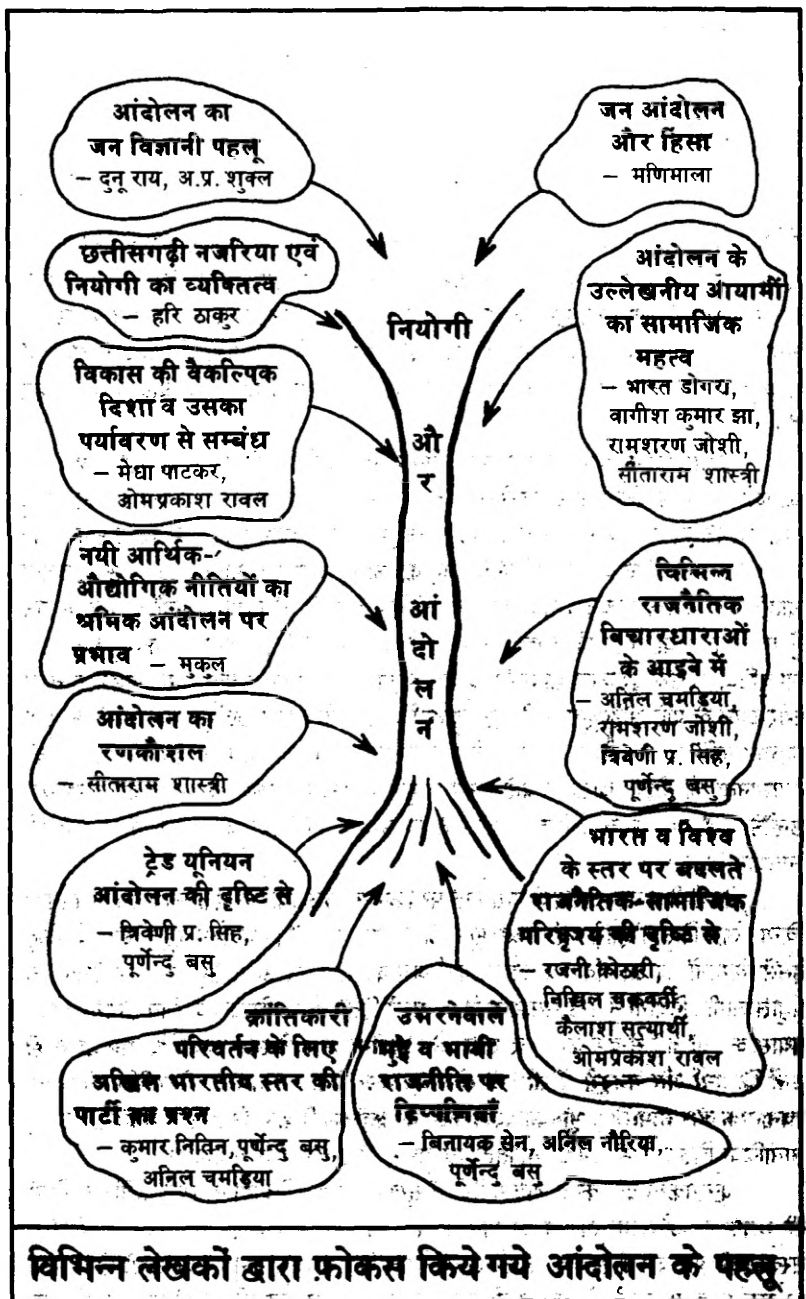 आंदोलन का
जन विज्ञानी पहलू
– दुनू राय, अ.प्र. शुक्ल
जन आंदोलन
और हिंसा
– मणिमाला
छत्तीसगढ़ी नजरिया एवं
नियोगी का व्यक्तित्व
– हरि ठाकुर
आंदोलन के
उल्लेखनीय आयामों
का सामाजिक
महत्व
– भारत डोगरा,
वागीश कुमार झा,
रामशरण जोशी,
सीताराम शास्त्री
विकास की वैकल्पिक
दिशा व उसका
पर्यावरण से सम्बंध
– मेधा पाटकर,
ओमप्रकाश रावल
नियोगी
औ
र
आं
दो
ल
न
नयी आर्थिक-
औद्योगिक नीतियों का
श्रमिक आंदोलन पर
प्रभाव – मुकुल
विभिन्न
राजनैतिक
विचारधाराओं
के आइने में
– अनिल चमड़िया,
रामशरण जोशी,
त्रिवेणी प्र. सिंह,
पूर्णेन्दु बसु
आंदोलन का
रणकौशल
– सीताराम शास्त्री
ट्रेड यूनियन
आंदोलन की दृष्टि से
– त्रिवेणी प्र. सिंह,
पूर्णेन्दु बसु
भारत व विश्व
के स्तर पर बदलते
राजनैतिक-सामाजिक
परिदृश्य की दृष्टि से
– रजनी कोठारी,
निखिल चक्रवर्ती,
कैलाश सत्यार्थी,
ओमप्रकाश रावल
क्रांतिकारी
परिवर्तन के लिए
अखिल भारतीय स्तर की
पार्टी का प्रश्न
– कुमार नितिन, पूर्णेन्दु बसु,
अनिल चमड़िया
उभरनेवाले
मुद्दे व भावी
राजनीति पर
टिप्पणियाँ
– बिनायक सेन, अनिल नौरिया,
पूर्णेन्दु बसु
विभिन्न लेखकों द्वारा फ़ोकस किये गये आंदोलन के पहलू